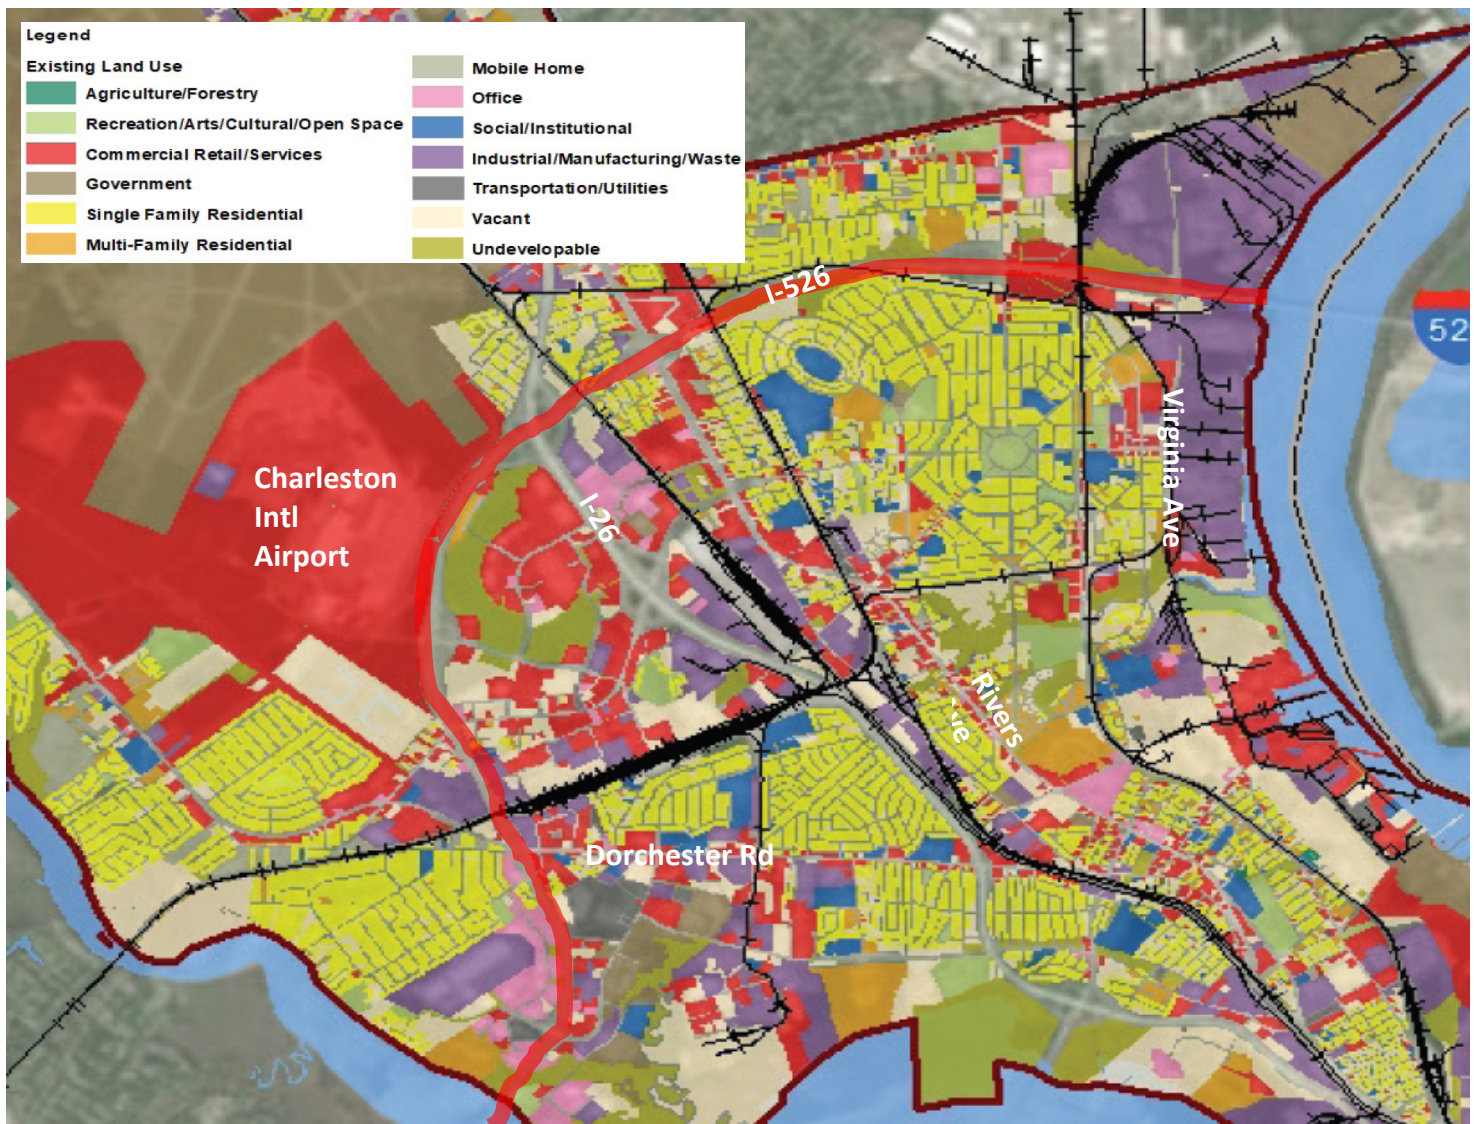 Legend
Existing Land Use
Agriculture/Forestry
Recreation/Arts/Cultural/Open Space
Commercial Retail/Services
Government
Single Family Residential
Multi-Family Residential
Mobile Home
Office
Social/Institutional
Industrial/Manufacturing/Waste
Transportation/Utilities
Vacant
Undevelopable
I-526
52
Virginia Ave
Charleston
Intl
Airport
I-26
Rivers
Ave
Dorchester Rd